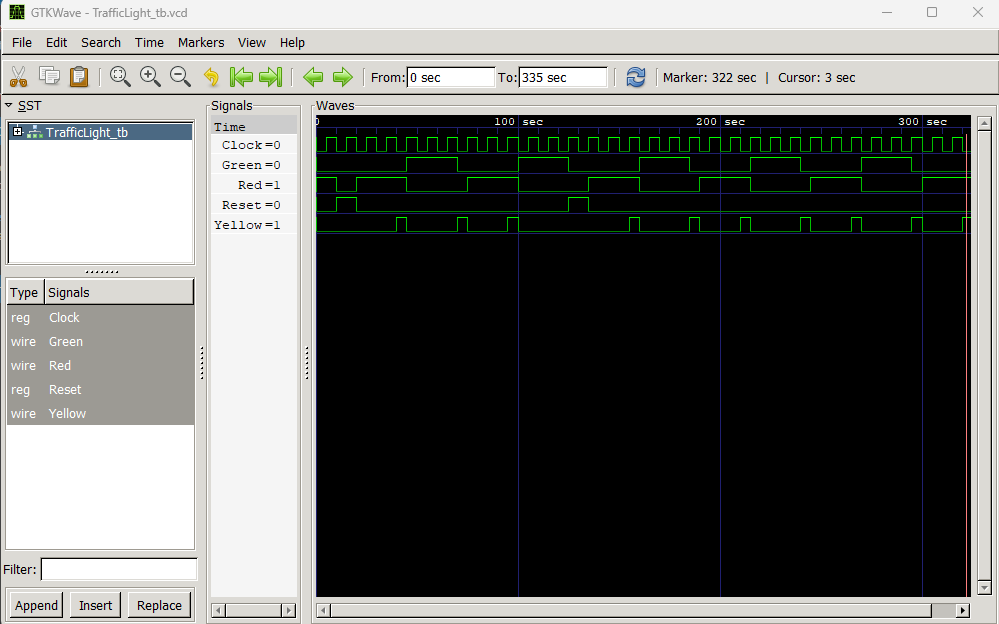 GTKWave - TrafficLight_tb.vcd
File Edit Search Time Markers View Help
From: 0 sec To: 335 sec Marker: 322 sec | Cursor: 3 sec
SST
TrafficLight_tb
Type Signals
reg Clock
wire Green
wire Red
reg Reset
wire Yellow
Filter:
Append Insert Replace
Signals
Time
Clock=0
Green=0
Red=1
Reset=0
Yellow=1
Waves
0 100 sec 200 sec 300 sec